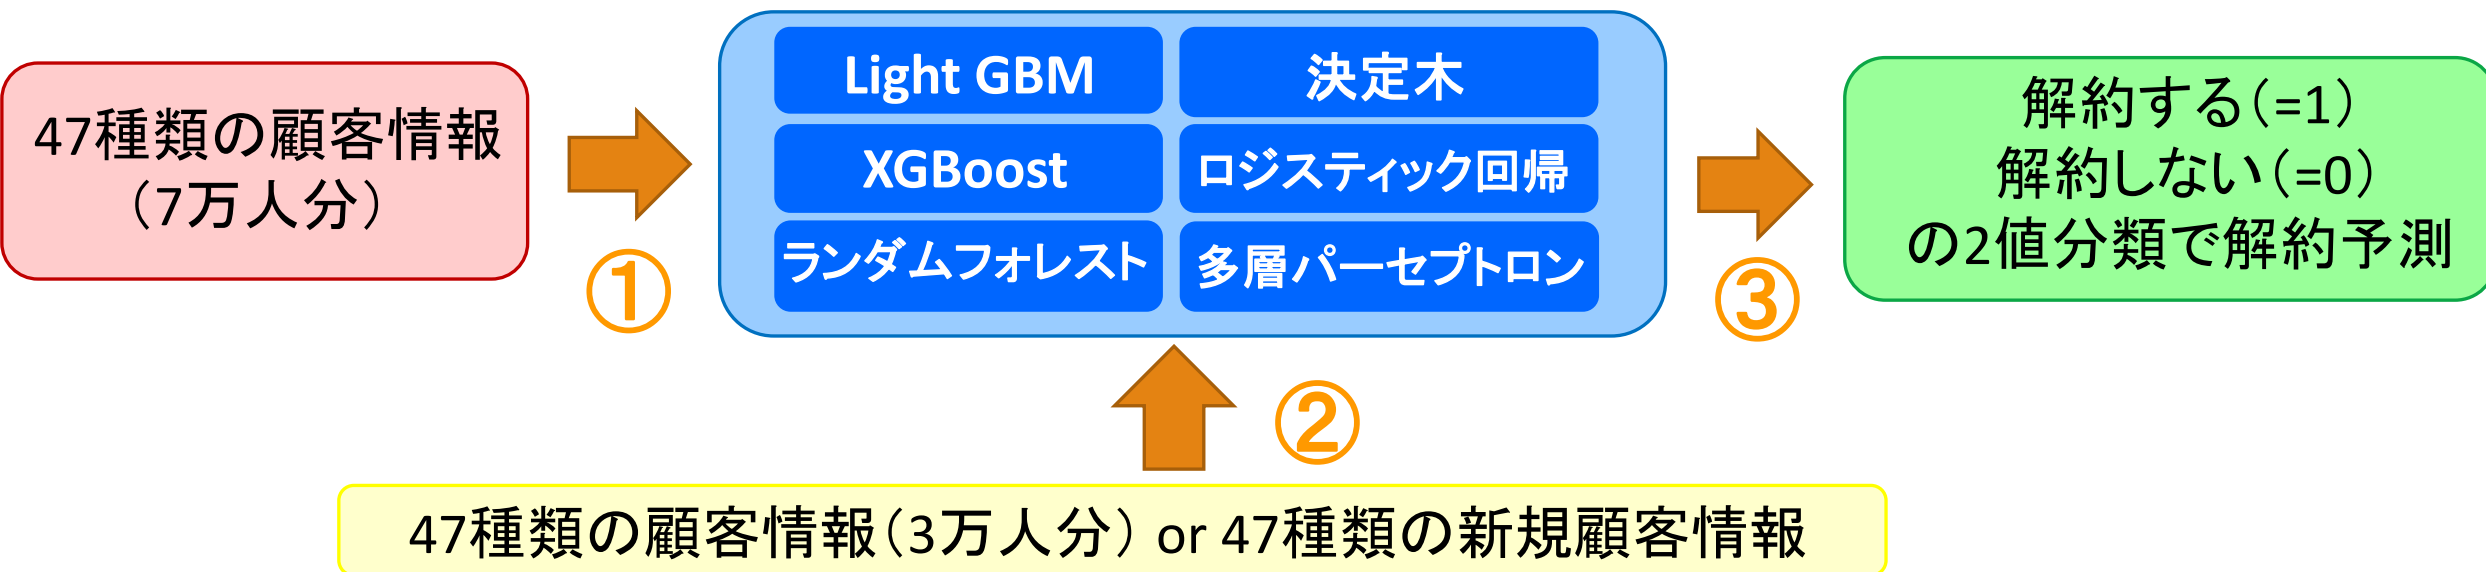 47種類の顧客情報
（7万人分）
①
Light GBM
決定木
XGBoost
ロジスティック回帰
ランダムフォレスト
多層パーセプトロン
②
47種類の顧客情報（3万人分） or 47種類の新規顧客情報
③
解約する（=1）
解約しない（=0）
の2値分類で解約予測